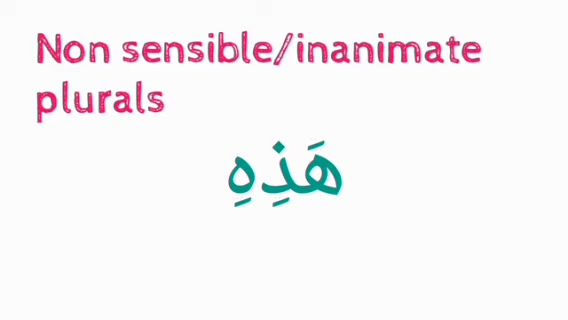 Non sensible/inanimate
plurals
هَذِهِ